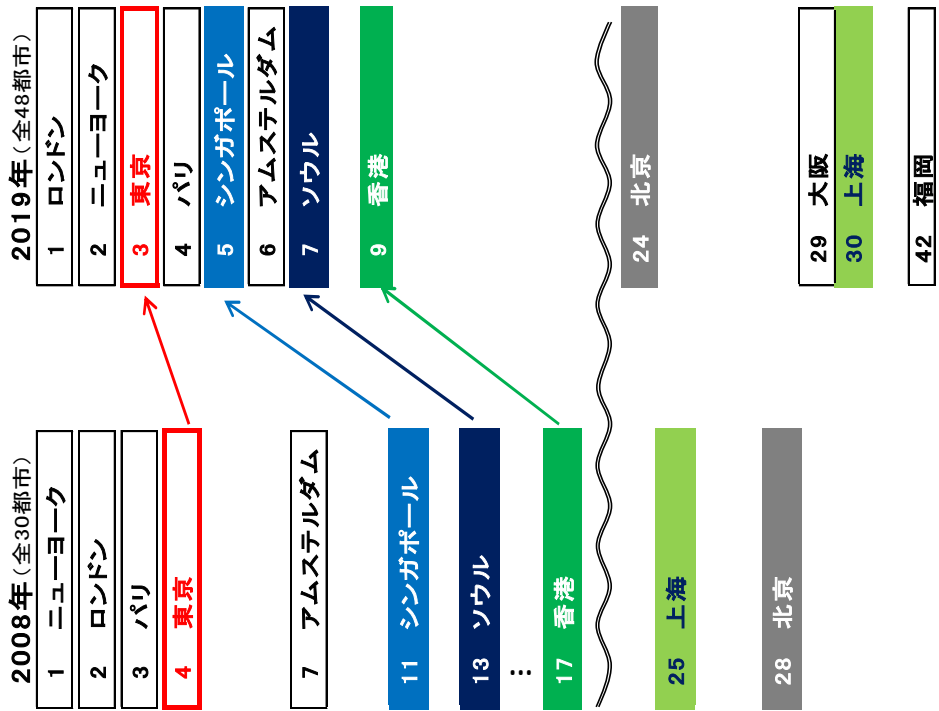 2008年（全30都市）
1 ニューヨーク
2 ロンドン
3 パリ
4 東京
7 アムステルダム
11 シンガポール
13 ソウル
…
17 香港
25 上海
28 北京
2019年（全48都市）
1 ロンドン
2 ニューヨーク
3 東京
4 パリ
5 シンガポール
6 アムステルダム
7 ソウル
9 香港
24 北京
29 大阪
30 上海
42 福岡